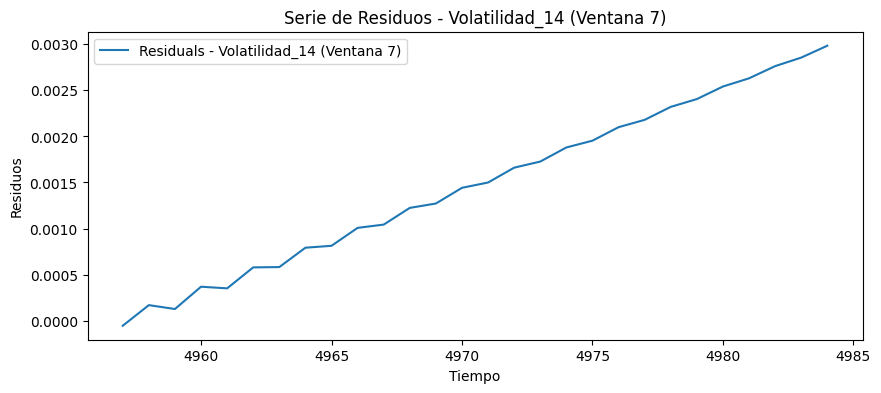 Serie de Residuos - Volatilidad_14 (Ventana 7)
Residuals - Volatilidad_14 (Ventana 7)
0.0030
0.0025
0.0020
0.0015
0.0010
0.0005
0.0000
Residuos
4960 4965 4970 4975 4980 4985
Tiempo